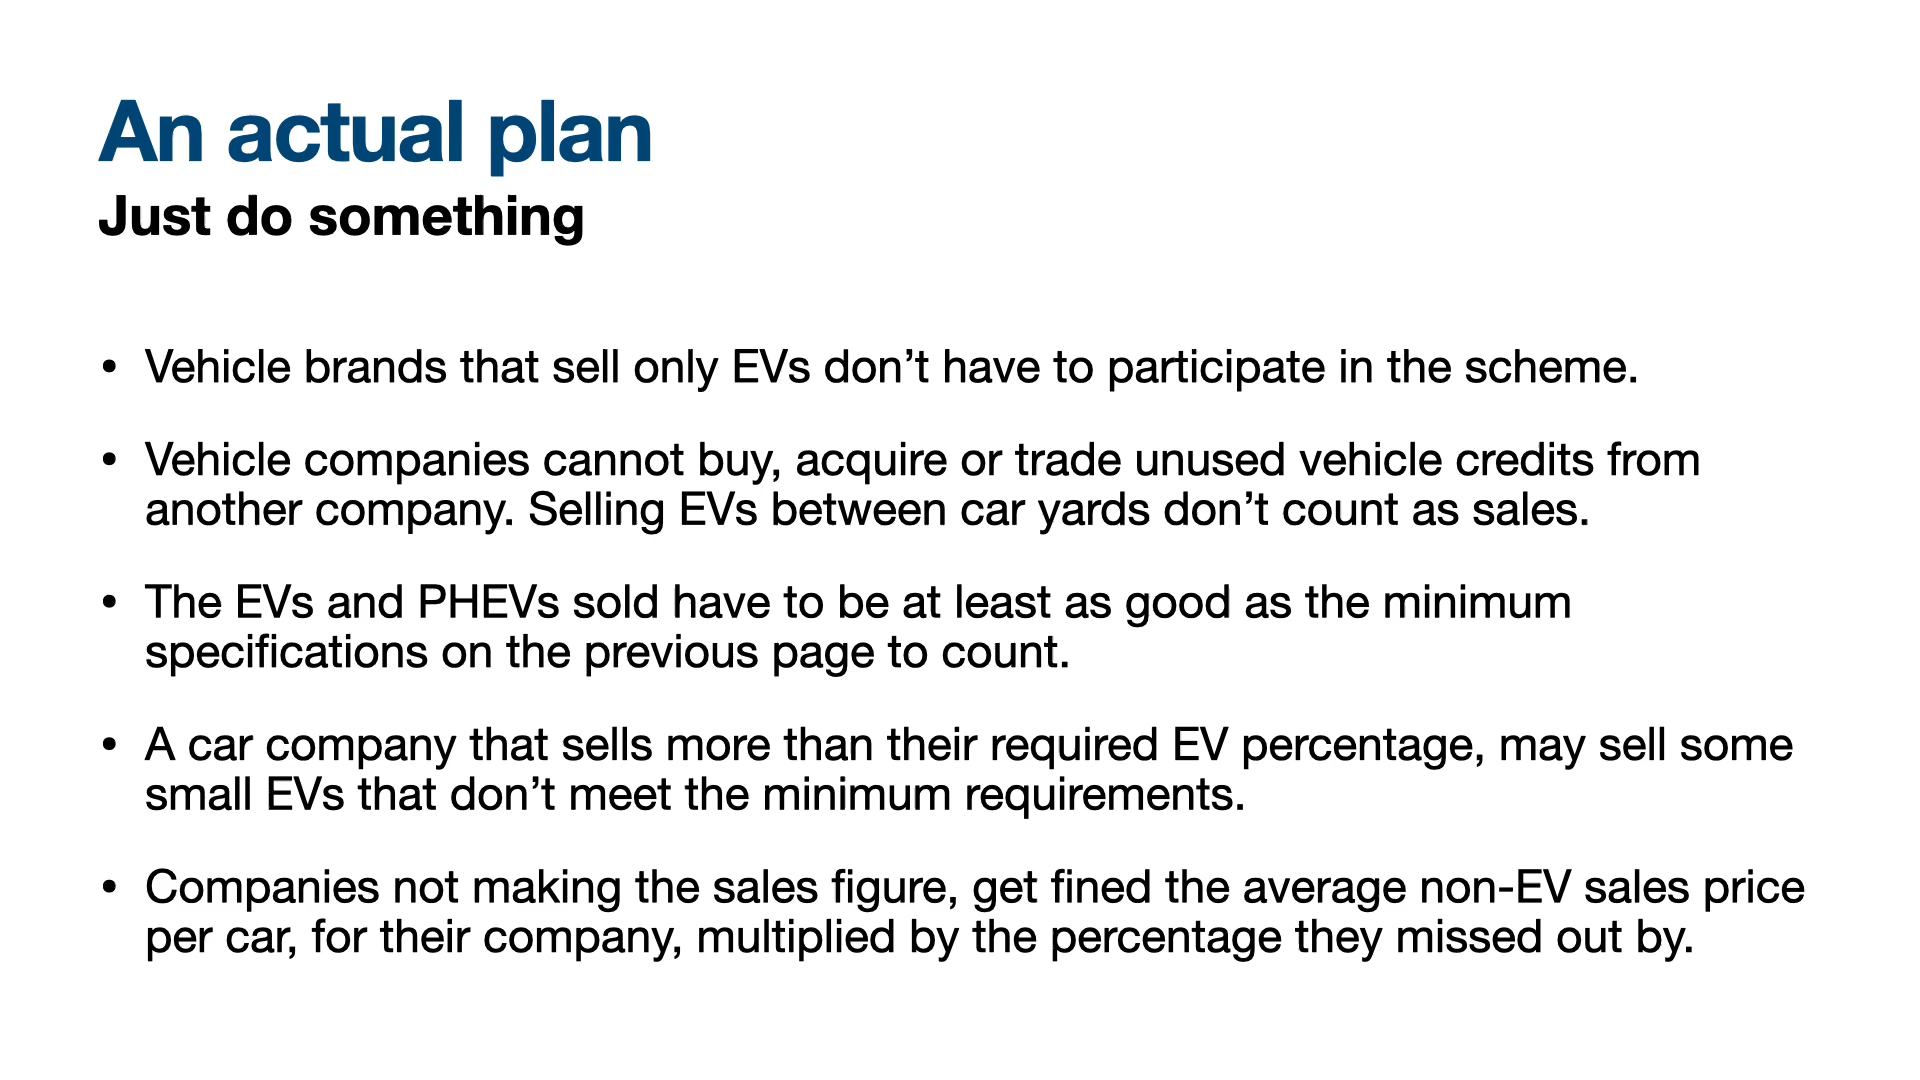 An actual plan
Just do something
• Vehicle brands that sell only EVs don’t have to participate in the scheme.
• Vehicle companies cannot buy, acquire or trade unused vehicle credits from
another company. Selling EVs between car yards don’t count as sales.
• The EVs and PHEVs sold have to be at least as good as the minimum
specifications on the previous page to count.
• A car company that sells more than their required EV percentage, may sell some
small EVs that don’t meet the minimum requirements.
• Companies not making the sales figure, get fined the average non-EV sales price
per car, for their company, multiplied by the percentage they missed out by.